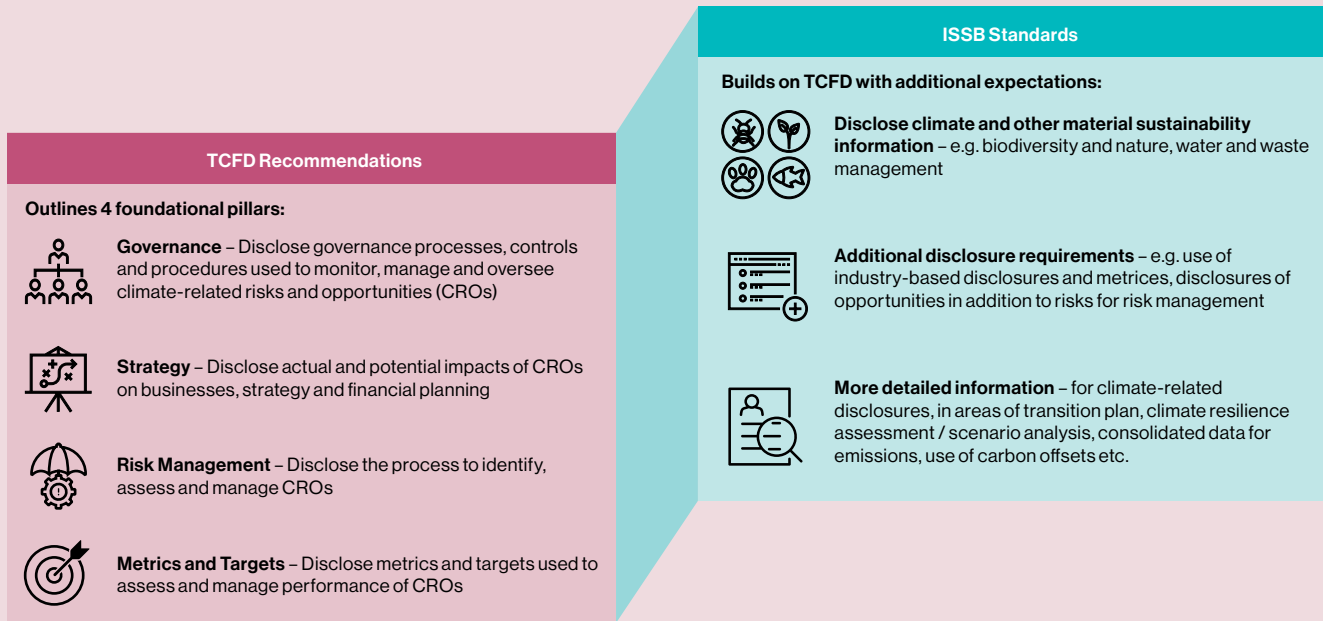 TCFD Recommendations
Outlines 4 foundational pillars:
Governance – Disclose governance processes, controls
and procedures used to monitor, manage and oversee
climate-related risks and opportunities (CROs)
Strategy – Disclose actual and potential impacts of CROs
on businesses, strategy and financial planning
Risk Management – Disclose the process to identify,
assess and manage CROs
Metrics and Targets – Disclose metrics and targets used to
assess and manage performance of CROs
ISSB Standards
Builds on TCFD with additional expectations:
Disclose climate and other material sustainability
information – e.g. biodiversity and nature, water and waste
management
Additional disclosure requirements – e.g. use of
industry-based disclosures and metrices, disclosures of
opportunities in addition to risks for risk management
More detailed information – for climate-related
disclosures, in areas of transition plan, climate resilience
assessment / scenario analysis, consolidated data for
emissions, use of carbon offsets etc.